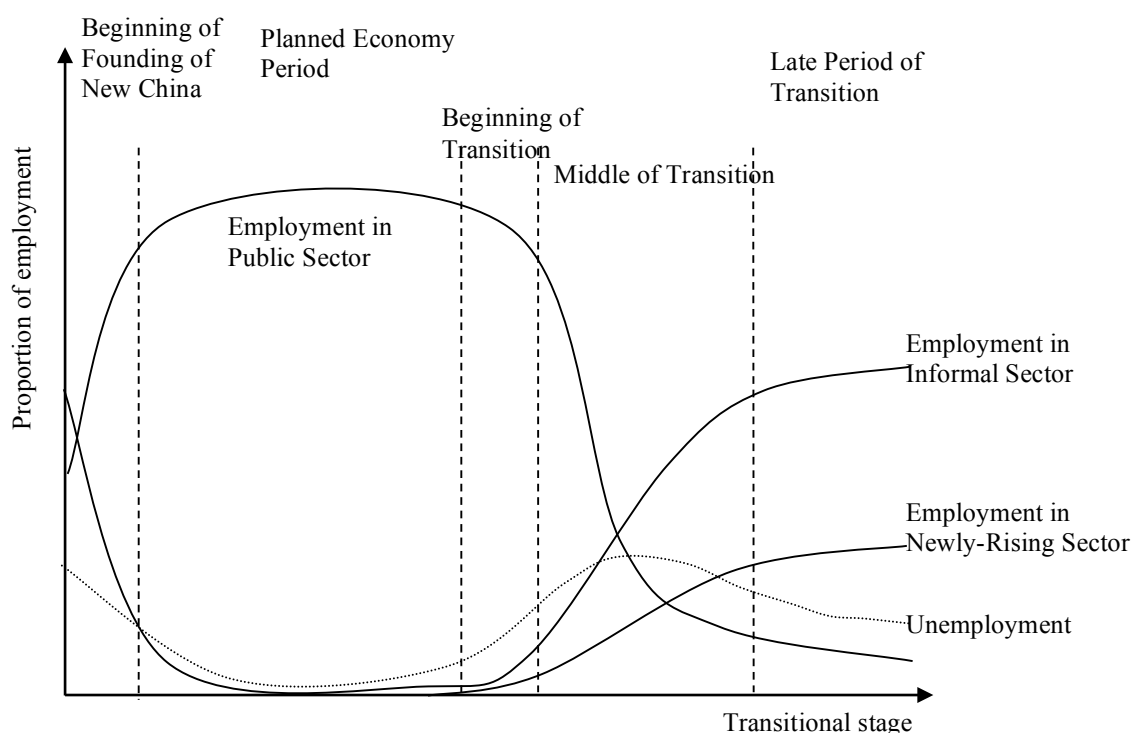 Beginning of
Founding of
New China
Planned Economy
Period
Late Period of
Transition
Beginning of
Transition
Middle of Transition
Proportion of employment
Employment in
Public Sector
Employment in
Informal Sector
Employment in
Newly-Rising Sector
Unemployment
Transitional stage